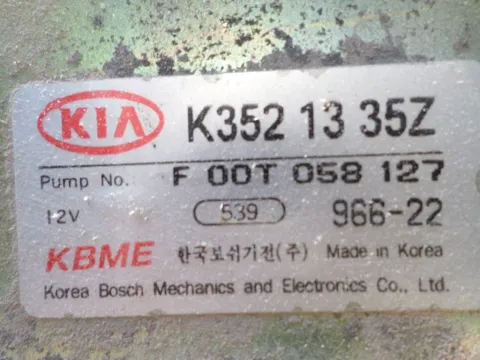 KIA K352 13 35Z
Pump No. F 00T 058 127
12V 539 966-22
KBME 한국보쉬기전(주) Made in Korea
Korea Bosch Mechanics and Electronics Co., Ltd.